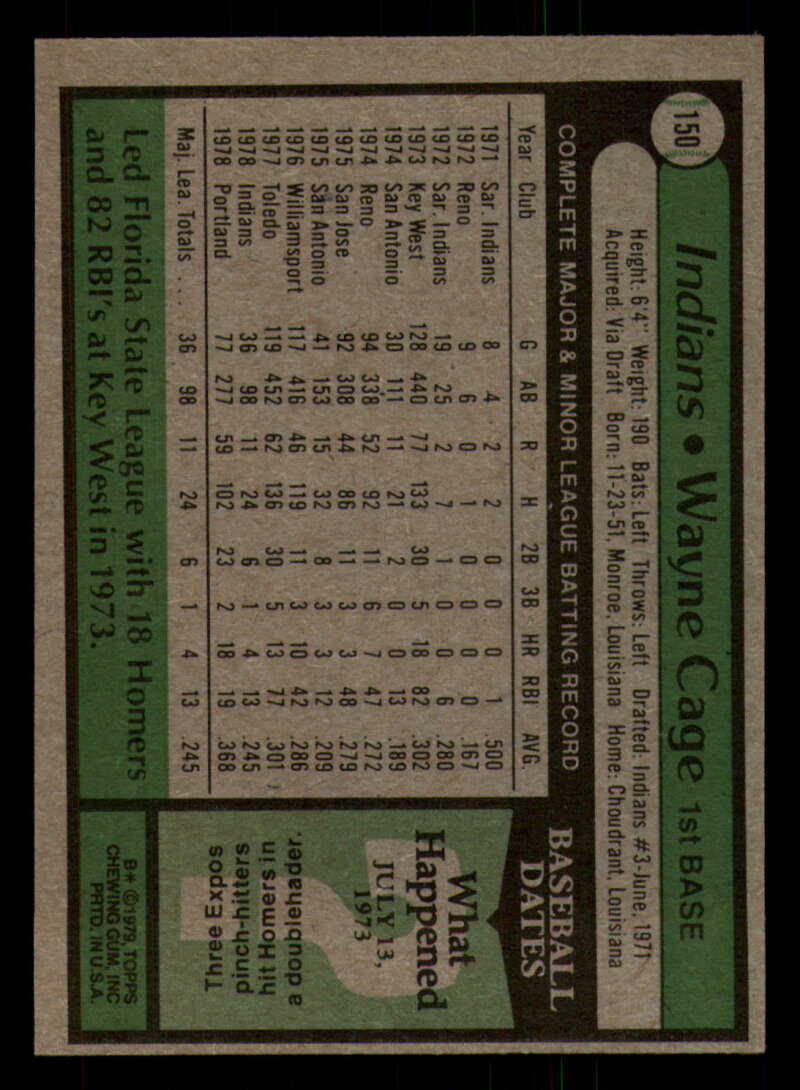 150
Indians • Wayne Cage 1st BASE
Height: 6'4" Weight: 190 Bats: Left Throws: Left Drafted: Indians #3-June, 1971
Acquired: Via Draft Born: 11-23-51, Monroe, Louisiana Home: Choudrant, Louisiana
COMPLETE MAJOR & MINOR LEAGUE BATTING RECORD
Year Club G AB R H 2B 3B HR RBI AVG.
1971 Sar. Indians 8 4 2 2 0 0 0 1 .500
1972 Reno 9 6 0 1 0 0 0 0 .167
1972 Sar. Indians 19 25 2 7 1 0 0 6 .280
1973 Key West 128 440 77 133 30 5 18 82 .302
1974 San Antonio 30 111 11 21 2 0 0 13 .189
1974 Reno 94 338 52 92 11 6 7 47 .272
1975 San Jose 92 308 44 86 11 3 3 48 .279
1975 San Antonio 41 153 15 32 8 3 3 12 .209
1976 Williamsport 117 416 46 119 11 3 10 42 .286
1977 Toledo 119 452 62 136 30 5 13 77 .301
1978 Indians 36 98 11 24 6 1 4 13 .245
1978 Portland 77 277 59 102 23 2 18 19 .368
Maj. Lea. Totals . . . 36 98 11 24 6 1 4 13 .245
Led Florida State League with 18 Homers
and 82 RBI's at Key West in 1973.
BASEBALL
DATES
What
Happened
JULY 13,
1973
Three Expos
pinch-hitters
hit Homers in
a doublehader.
B* ©1979, TOPPS
CHEWING GUM, INC
PRTD. IN U.S.A.